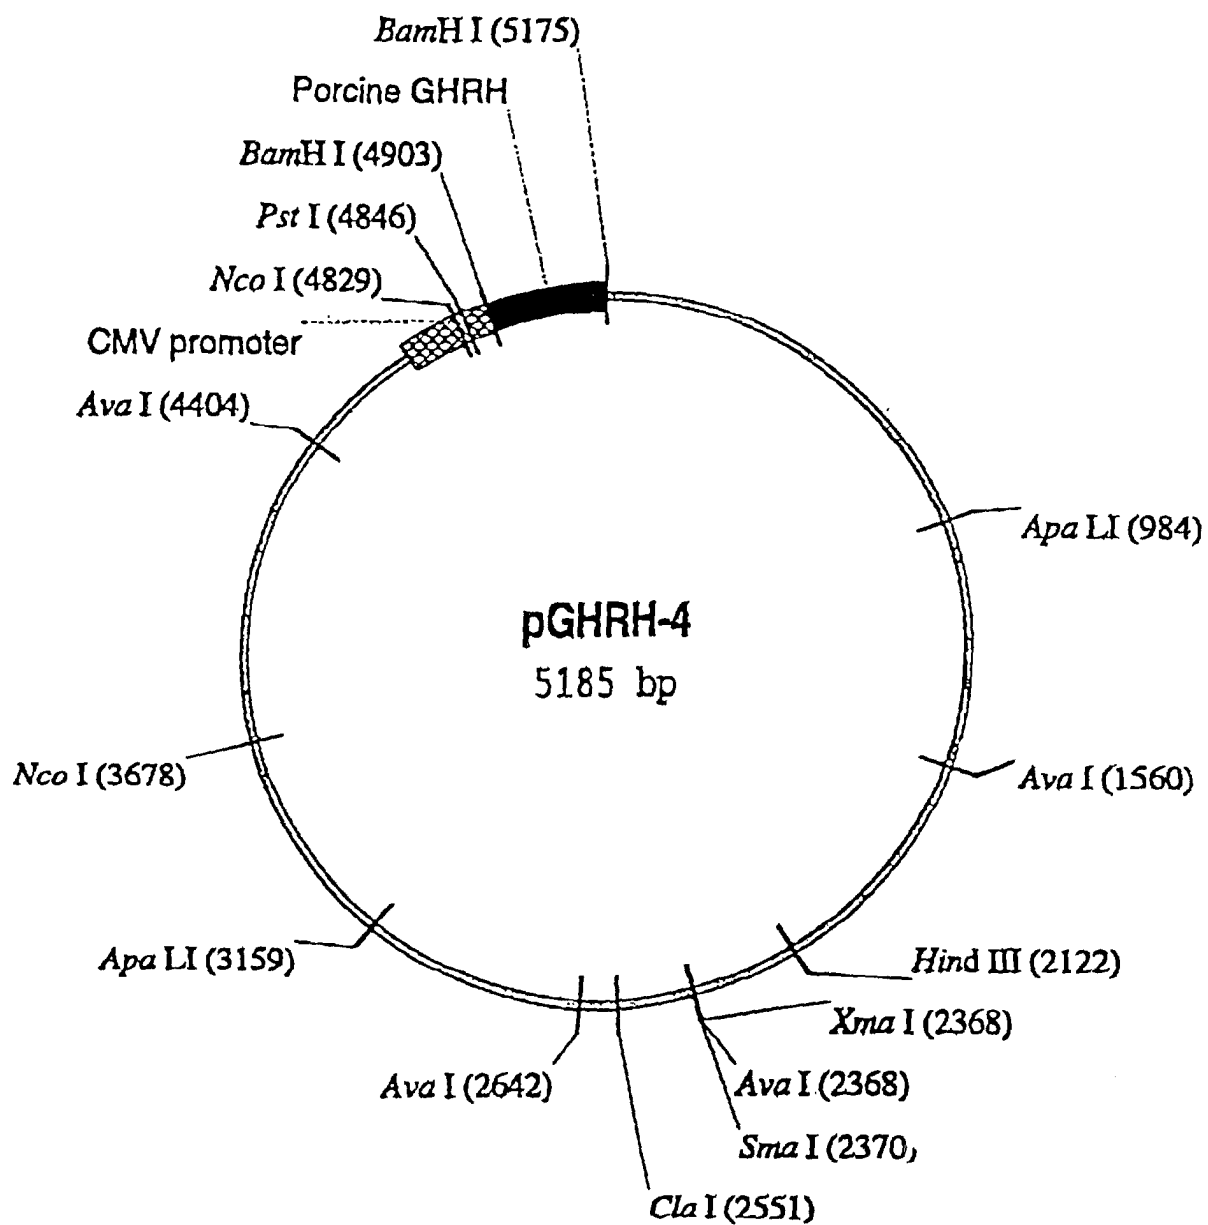 BamH I (5175)
Porcine GHRH
BamH I (4903)
Pst I (4846)
Nco I (4829)
CMV promoter
Ava I (4404)
Apa LI (984)
pGHRH-4
5185 bp
Nco I (3678)
Ava I (1560)
Apa LI (3159)
Hind III (2122)
Xma I (2368)
Ava I (2642)
Ava I (2368)
Sma I (2370)
Cla I (2551)